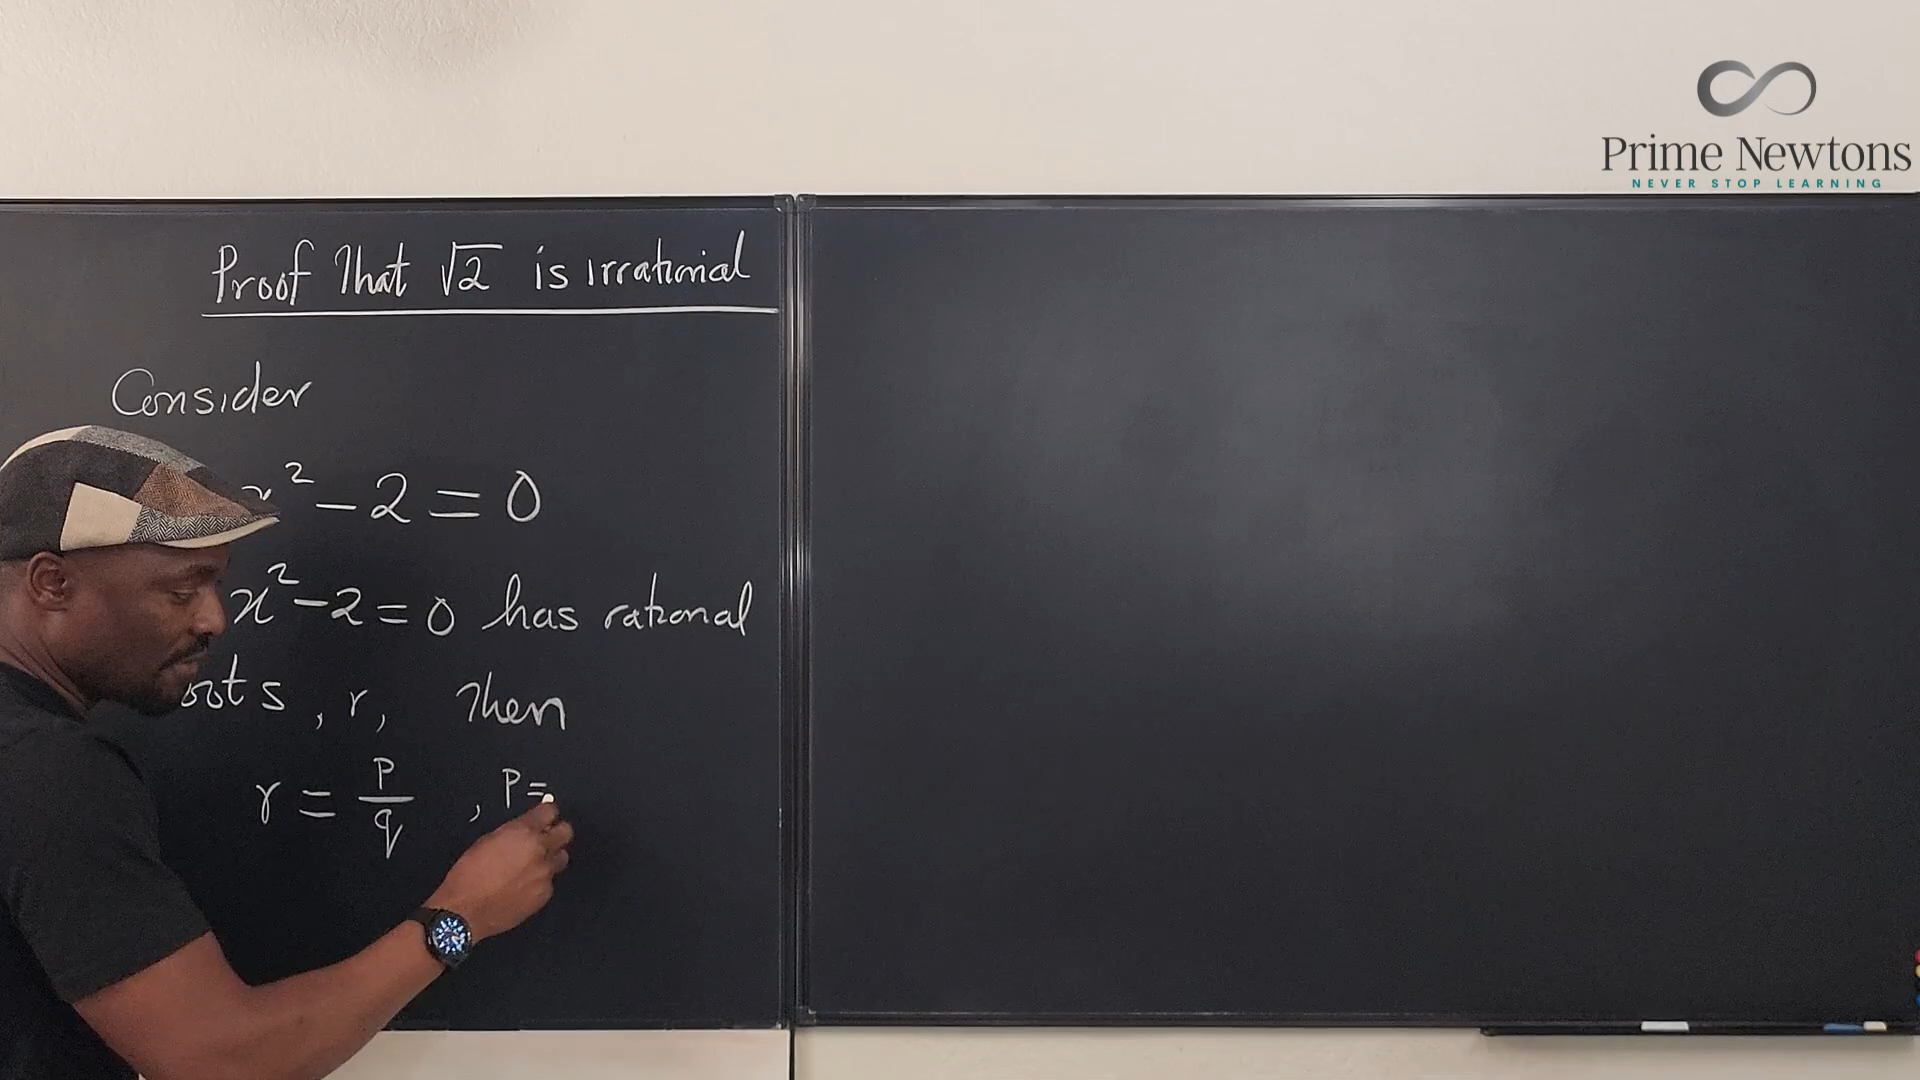 Prime Newtons
NEVER STOP LEARNING
Proof That √2 is irrational
Consider
x² - 2 = 0
x² - 2 = 0 has rational
oots, r, Then
r = p/q , P =